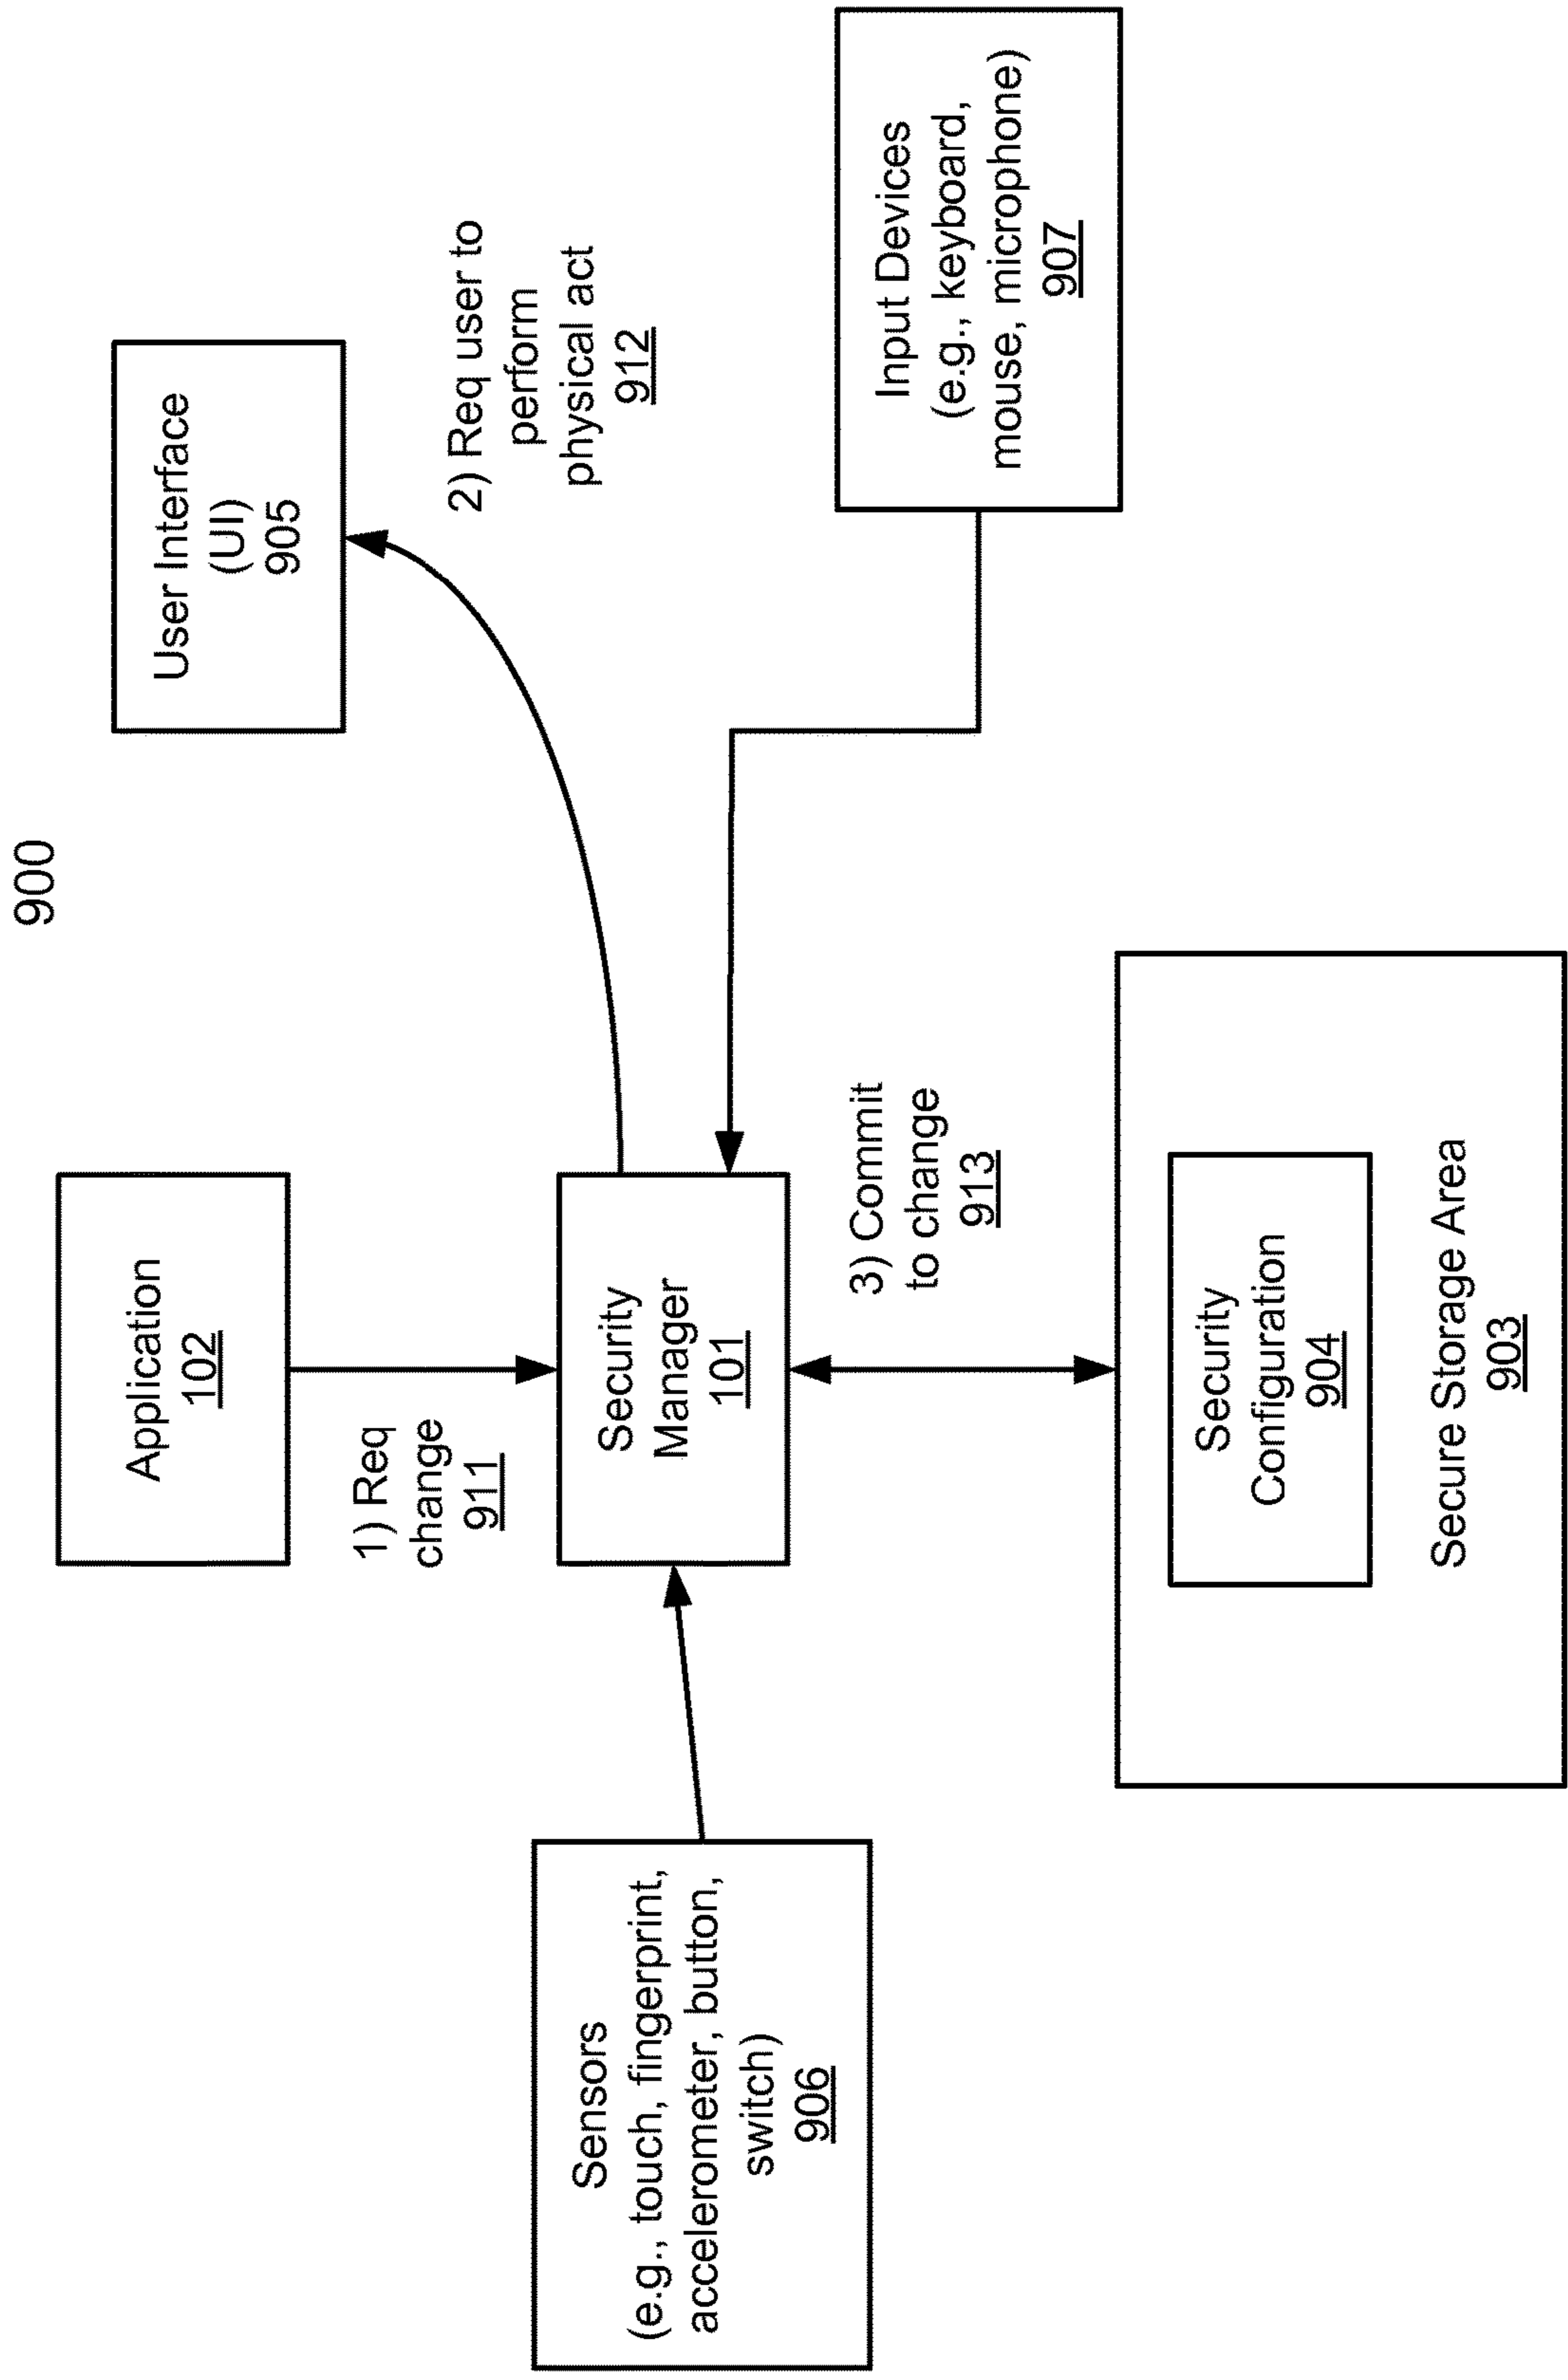 900
Application
102
User Interface
(UI)
905
1) Req
change
911
2) Req user to
perform
physical act
912
Sensors
(e.g., touch, fingerprint,
accelerometer, button,
switch)
906
Security
Manager
101
3) Commit
to change
913
Input Devices
(e.g., keyboard,
mouse, microphone)
907
Security
Configuration
904
Secure Storage Area
903